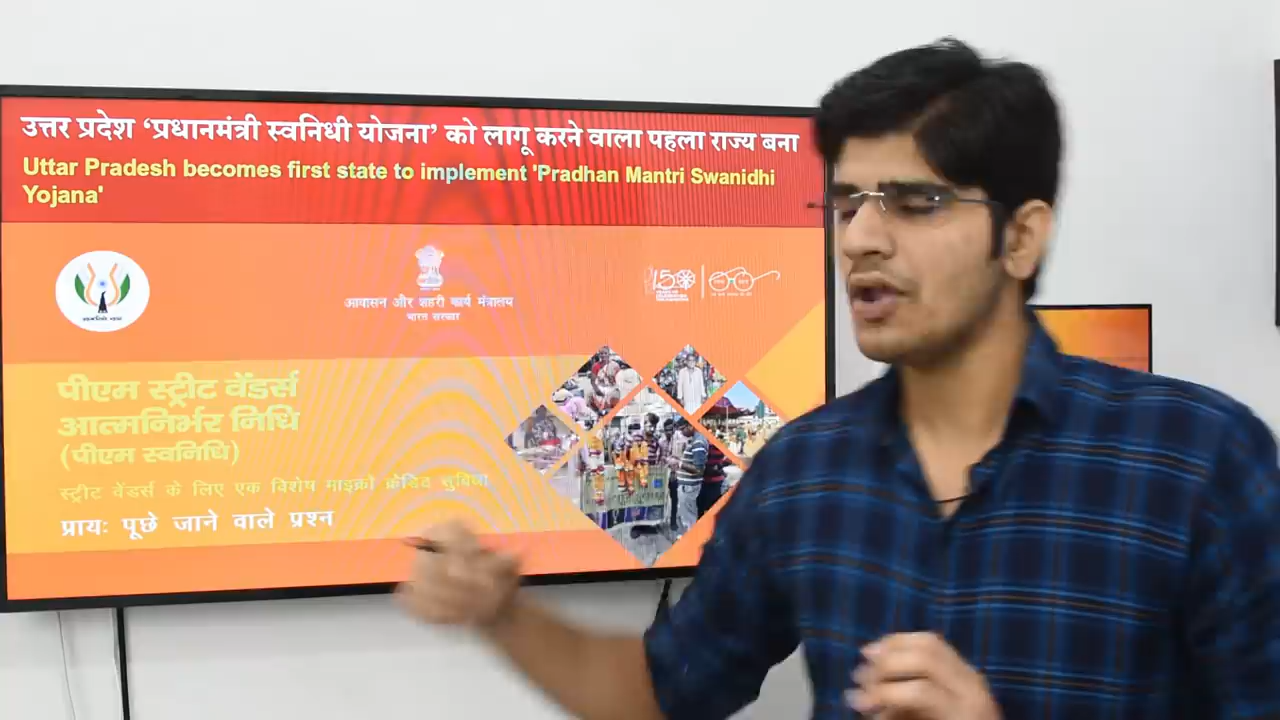 उत्तर प्रदेश ‘प्रधानमंत्री स्वनिधी योजना’ को लागू करने वाला पहला राज्य बना
Uttar Pradesh becomes first state to implement 'Pradhan Mantri Swanidhi
Yojana'
आवासन और शहरी कार्य मंत्रालय
भारत सरकार
पीएम स्ट्रीट वेंडर्स
आत्मनिर्भर निधि
(पीएम स्वनिधि)
स्ट्रीट वेंडर्स के लिए एक विशेष माइक्रो क्रेडिट सुविधा
प्रायः पूछे जाने वाले प्रश्न